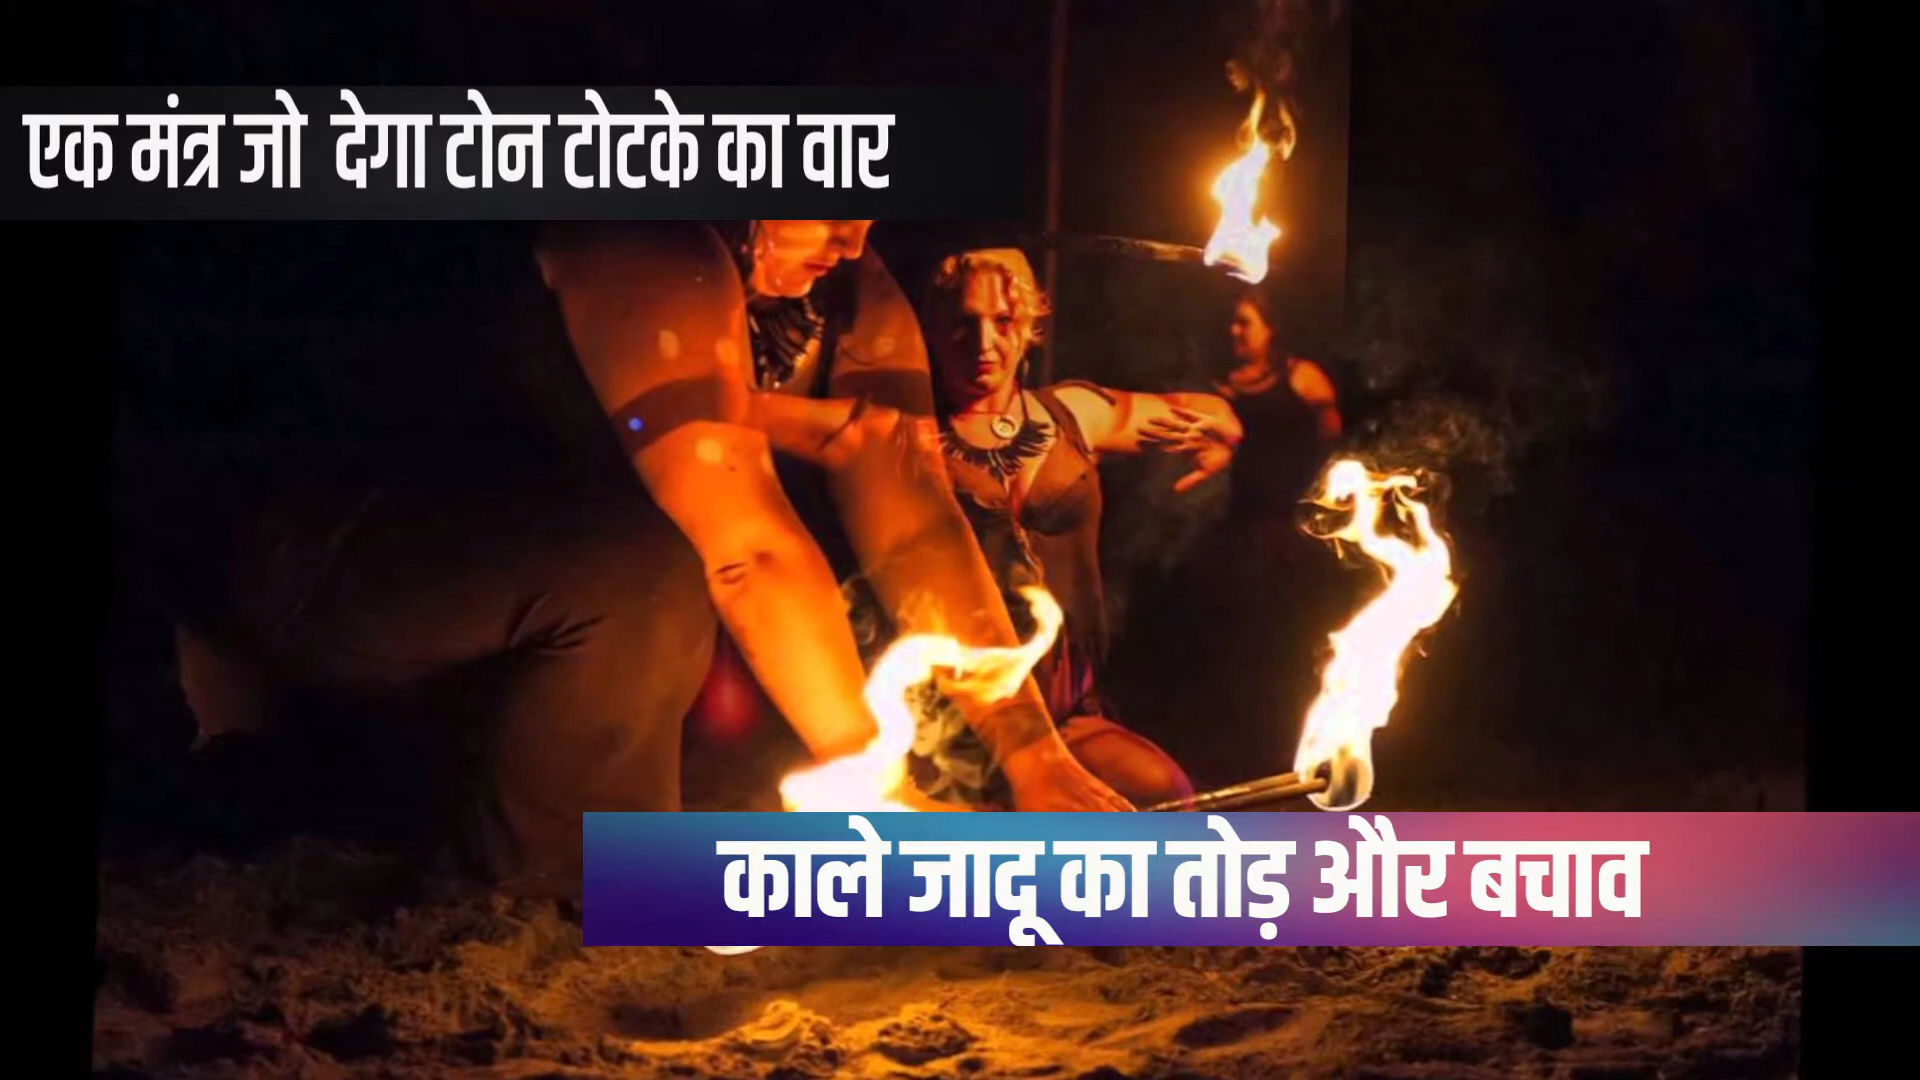 एक मंत्र जो देगा टोन टोटके का वार
काले जादू का तोड़ और बचाव